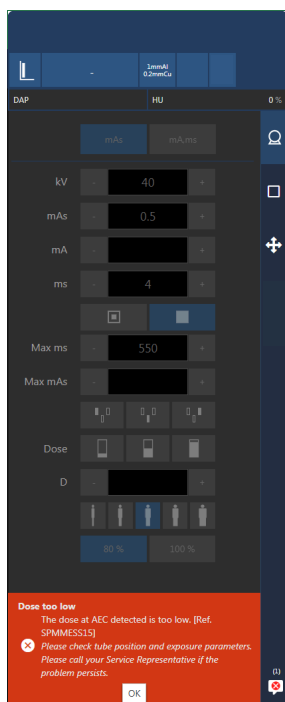 -
1mmAl
0.2mmCu
DAP HU 0 %
mAs mA,ms
kV - 40 +
mAs - 0.5 +
mA - +
ms - 4 +
Max ms - 550 +
Max mAs - +
Dose
D - +
80 % 100 %
Dose too low
The dose at AEC detected is too low. [Ref.
SPMMESS15]
Please check tube position and exposure parameters.
Please call your Service Representative if the
problem persists.
(1)
OK